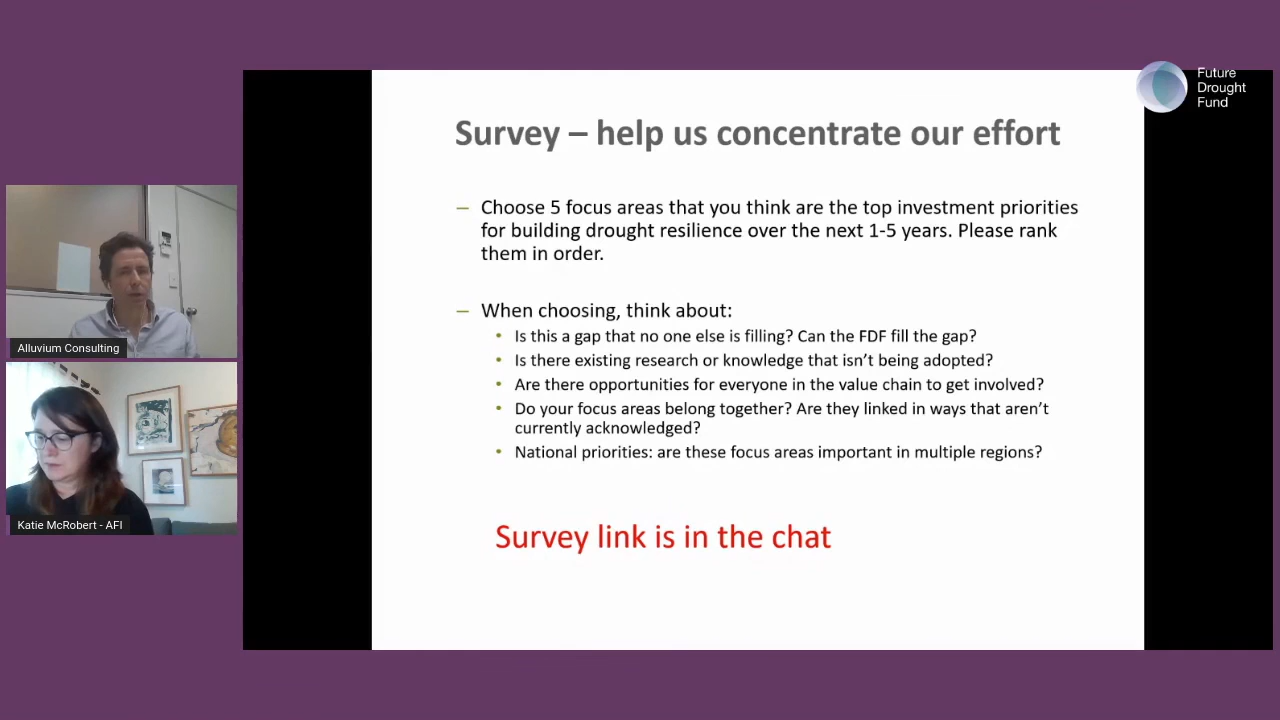 Future
Drought
Fund
Survey – help us concentrate our effort
– Choose 5 focus areas that you think are the top investment priorities
for building drought resilience over the next 1-5 years. Please rank
them in order.
– When choosing, think about:
• Is this a gap that no one else is filling? Can the FDF fill the gap?
• Is there existing research or knowledge that isn't being adopted?
• Are there opportunities for everyone in the value chain to get involved?
• Do your focus areas belong together? Are they linked in ways that aren't
currently acknowledged?
• National priorities: are these focus areas important in multiple regions?
Survey link is in the chat
Alluvium Consulting
Katie McRobert - AFI